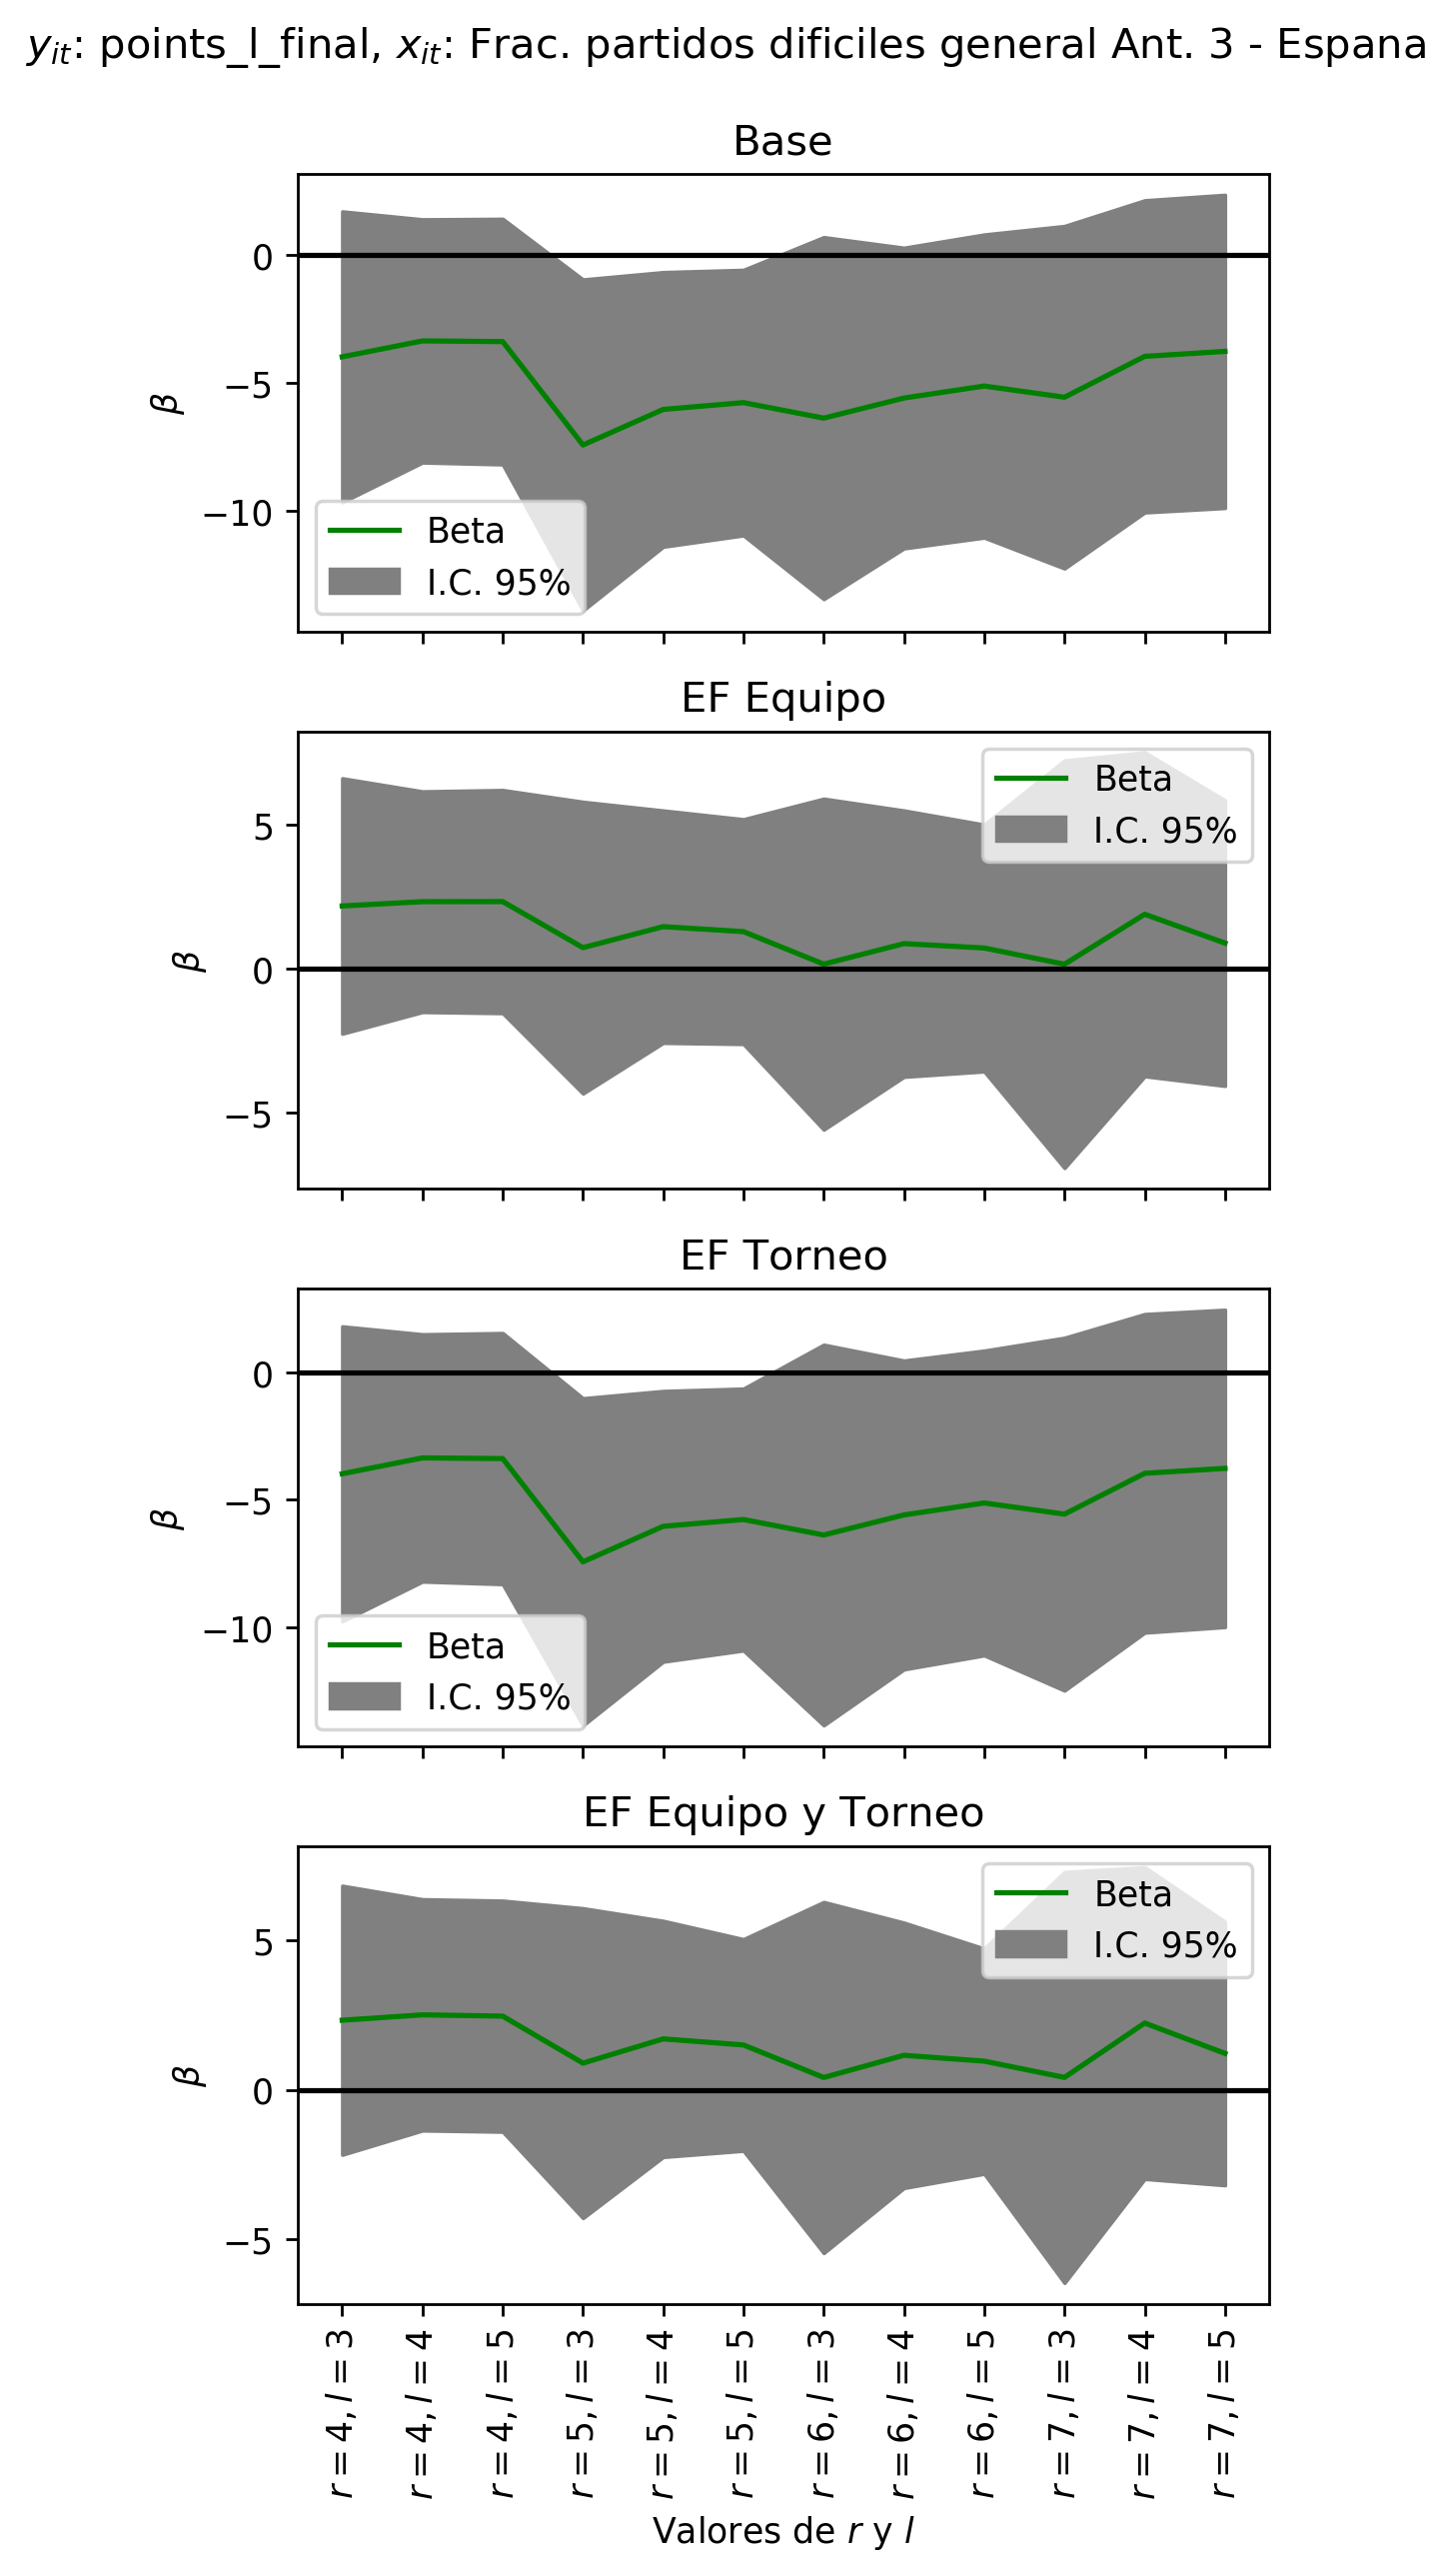 y_it: points_l_final, x_it: Frac. partidos dificiles general Ant. 3 - Espana
Base
0
−5
−10
β
Beta
I.C. 95%
EF Equipo
5
0
−5
β
Beta
I.C. 95%
EF Torneo
0
−5
−10
β
Beta
I.C. 95%
EF Equipo y Torneo
5
0
−5
β
Beta
I.C. 95%
r = 4, l = 3
r = 4, l = 4
r = 4, l = 5
r = 5, l = 3
r = 5, l = 4
r = 5, l = 5
r = 6, l = 3
r = 6, l = 4
r = 6, l = 5
r = 7, l = 3
r = 7, l = 4
r = 7, l = 5
Valores de r y l